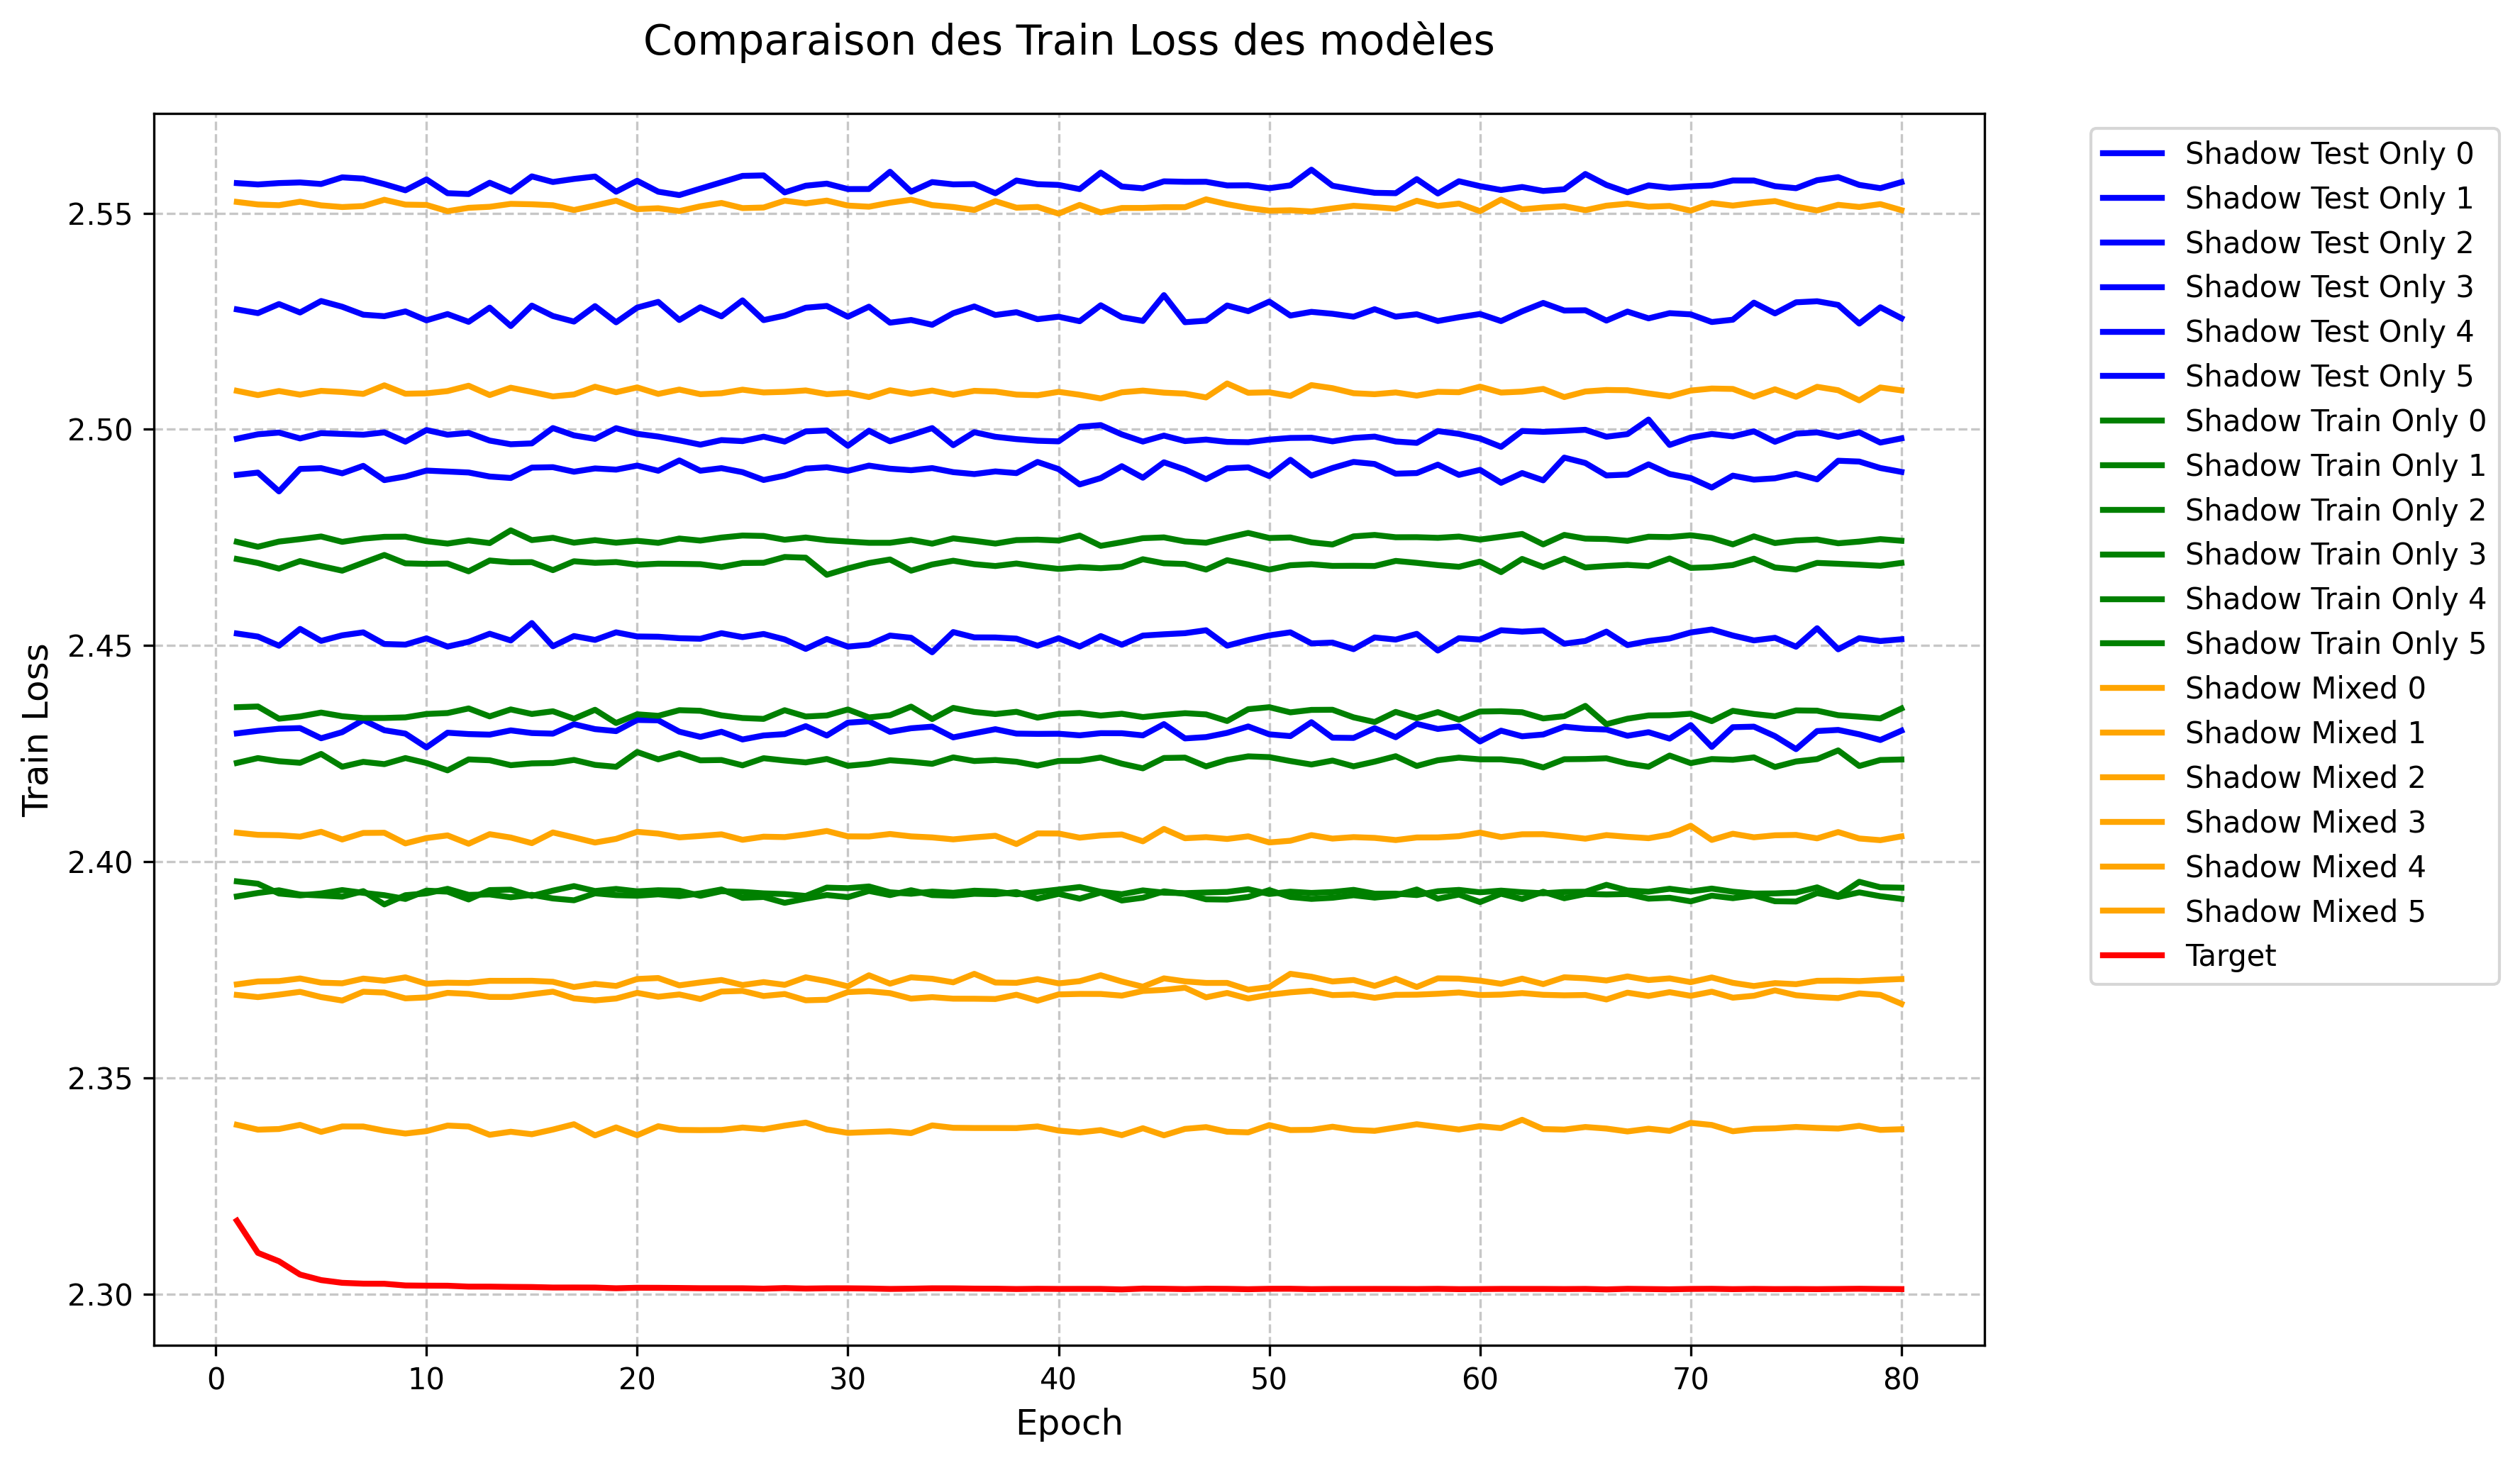 Comparaison des Train Loss des modèles
Train Loss
2.55
2.50
2.45
2.40
2.35
2.30
0 10 20 30 40 50 60 70 80
Epoch
Shadow Test Only 0
Shadow Test Only 1
Shadow Test Only 2
Shadow Test Only 3
Shadow Test Only 4
Shadow Test Only 5
Shadow Train Only 0
Shadow Train Only 1
Shadow Train Only 2
Shadow Train Only 3
Shadow Train Only 4
Shadow Train Only 5
Shadow Mixed 0
Shadow Mixed 1
Shadow Mixed 2
Shadow Mixed 3
Shadow Mixed 4
Shadow Mixed 5
Target